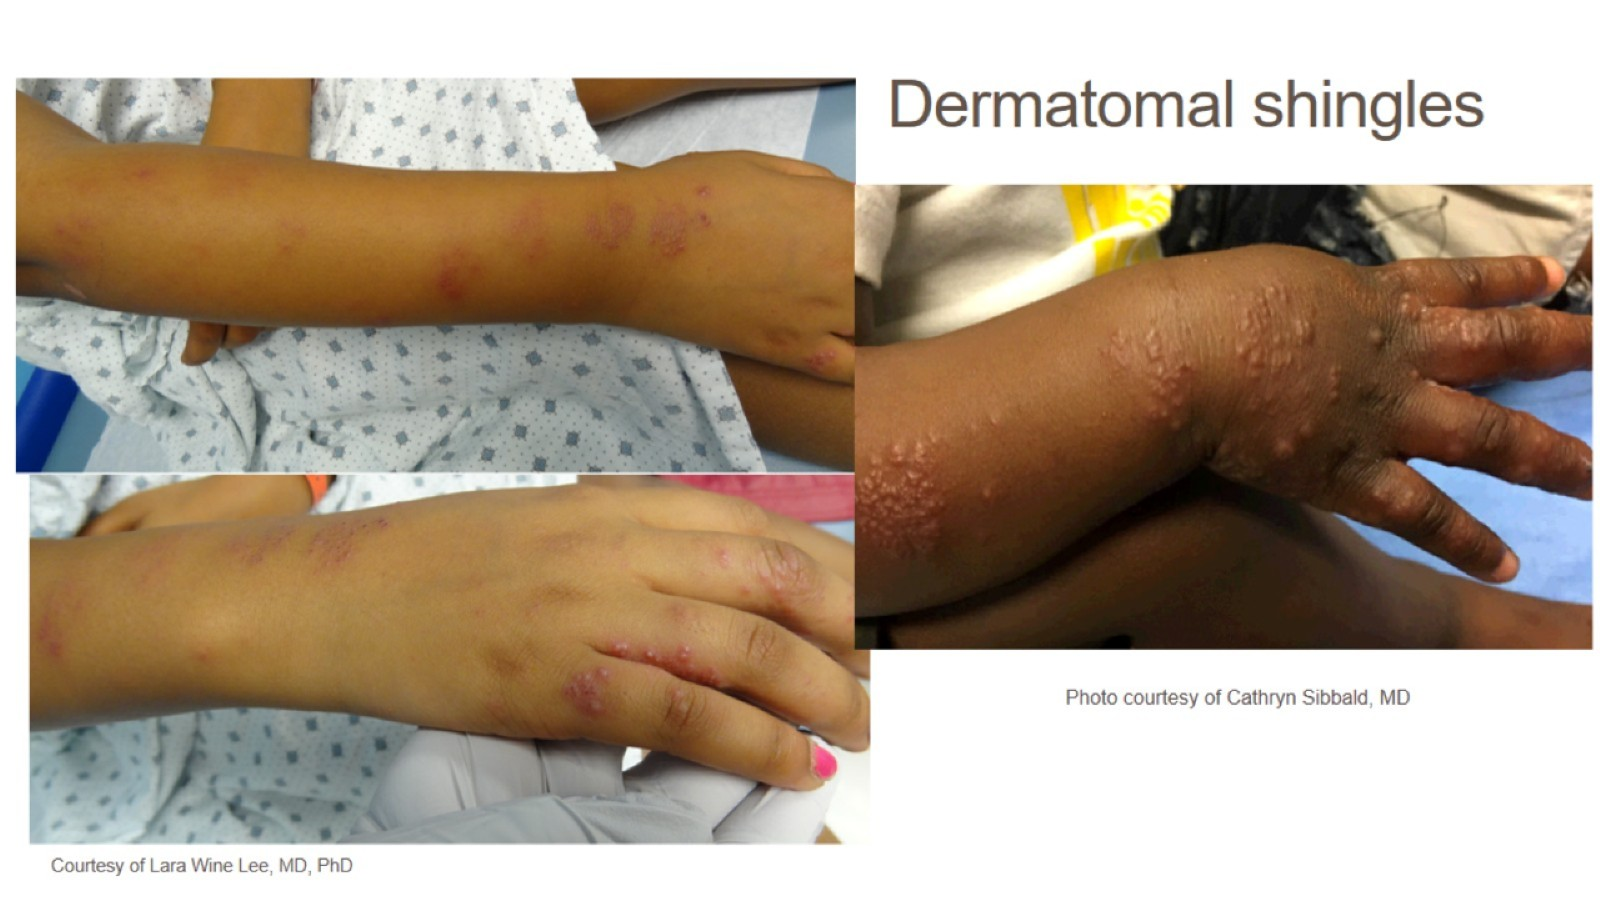 Dermatomal shingles
Photo courtesy of Cathryn Sibbald, MD
Courtesy of Lara Wine Lee, MD, PhD